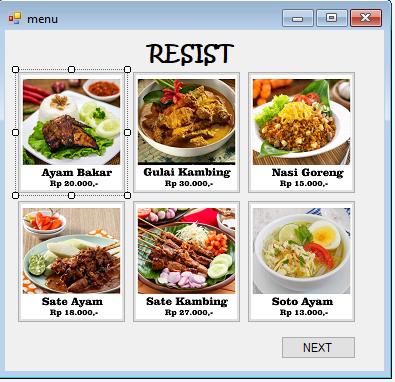 menu
RESIST
Ayam Bakar
Rp 20.000,-
Gulai Kambing
Rp 30.000,-
Nasi Goreng
Rp 15.000,-
Sate Ayam
Rp 18.000,-
Sate Kambing
Rp 27.000,-
Soto Ayam
Rp 13.000,-
NEXT